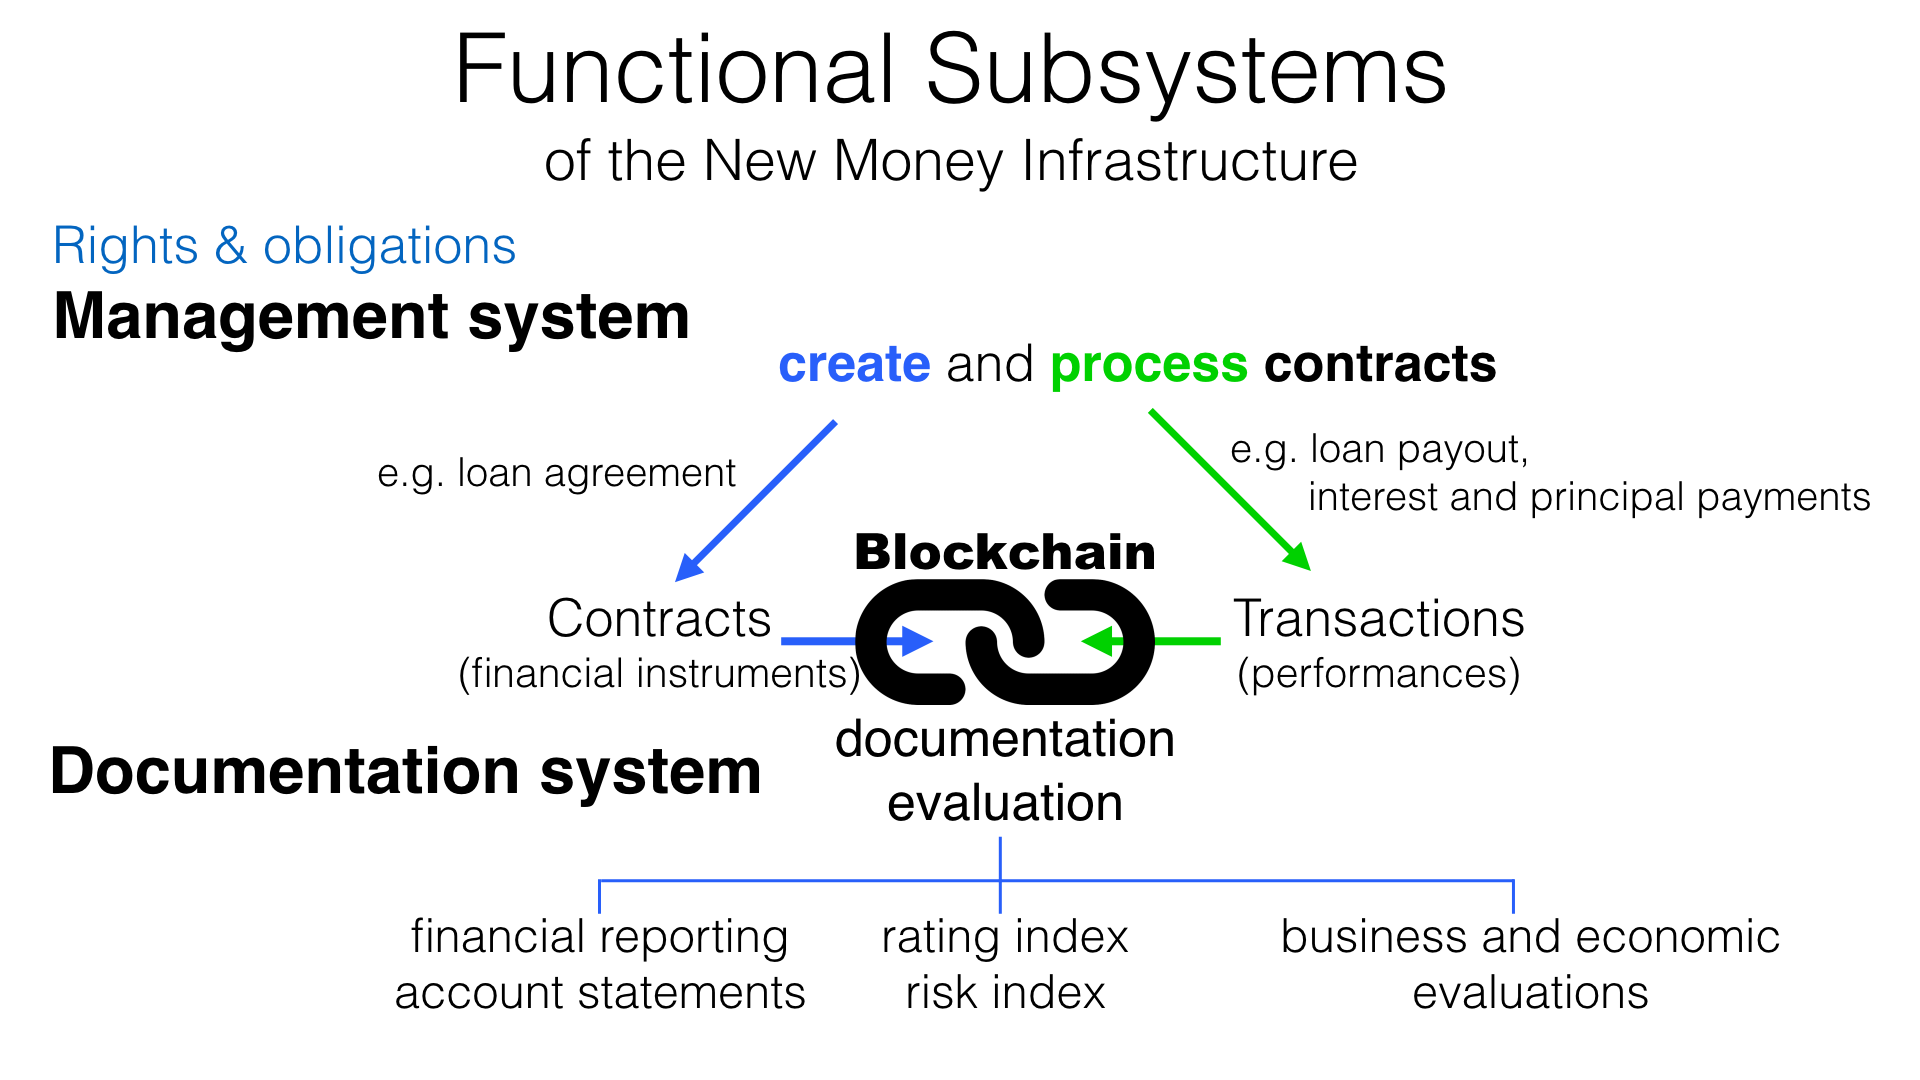 Functional Subsystems
of the New Money Infrastructure
Rights & obligations
Management system
create and process contracts
e.g. loan agreement
e.g. loan payout,
interest and principal payments
Blockchain
Contracts
(financial instruments)
Transactions
(performances)
documentation
evaluation
Documentation system
financial reporting
account statements
rating index
risk index
business and economic
evaluations